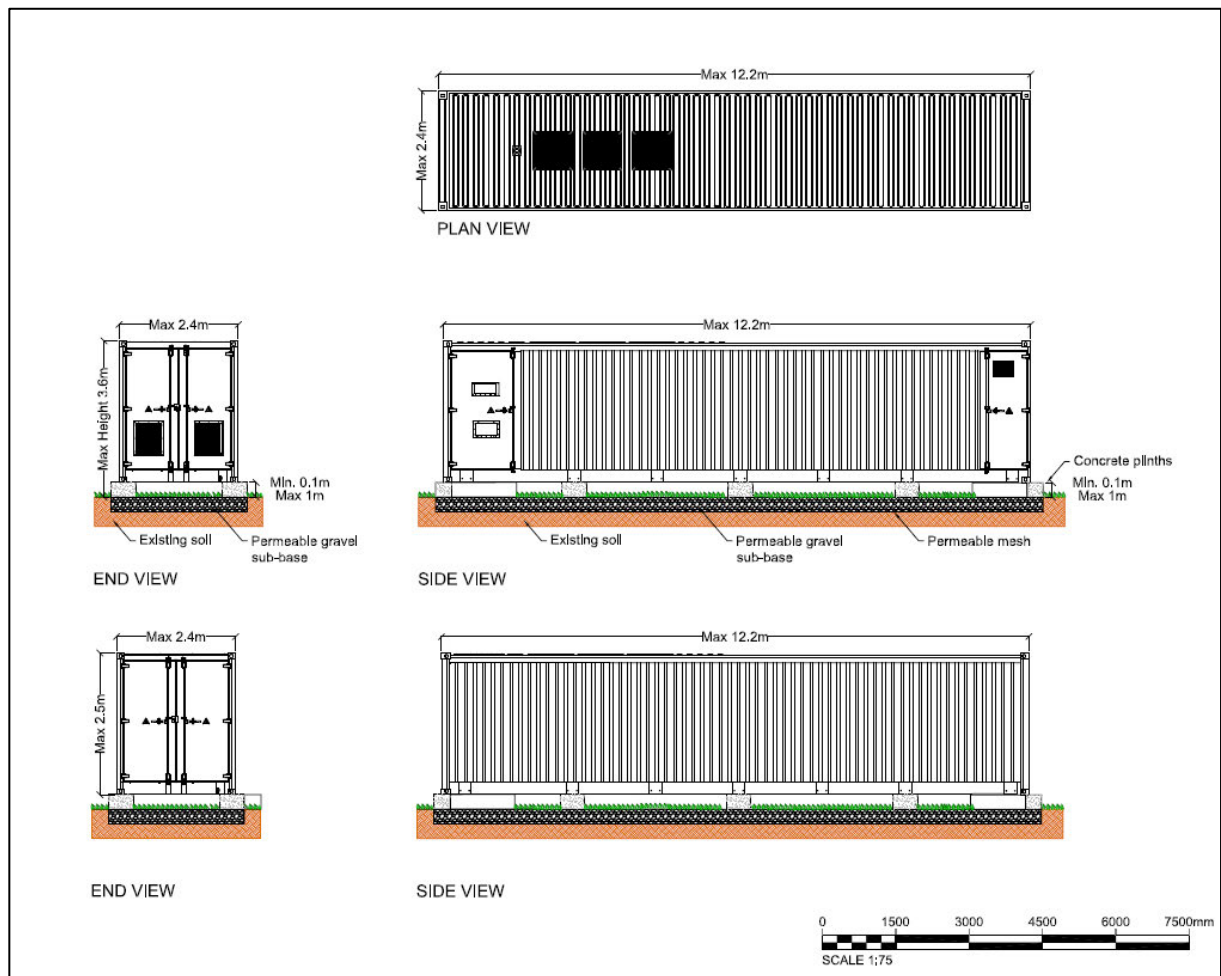 Max 12.2m
Max 2.4m
PLAN VIEW
Max 2.4m
Max 12.2m
Max Height 3.6m
Concrete plinths
Min. 0.1m
Max 1m
Min. 0.1m
Max 1m
Existing soil
Permeable gravel
sub-base
Existing soil
Permeable gravel
sub-base
Permeable mesh
END VIEW
SIDE VIEW
Max 2.4m
Max 12.2m
Max 2.5m
END VIEW
SIDE VIEW
0 1500 3000 4500 6000 7500mm
SCALE 1;75